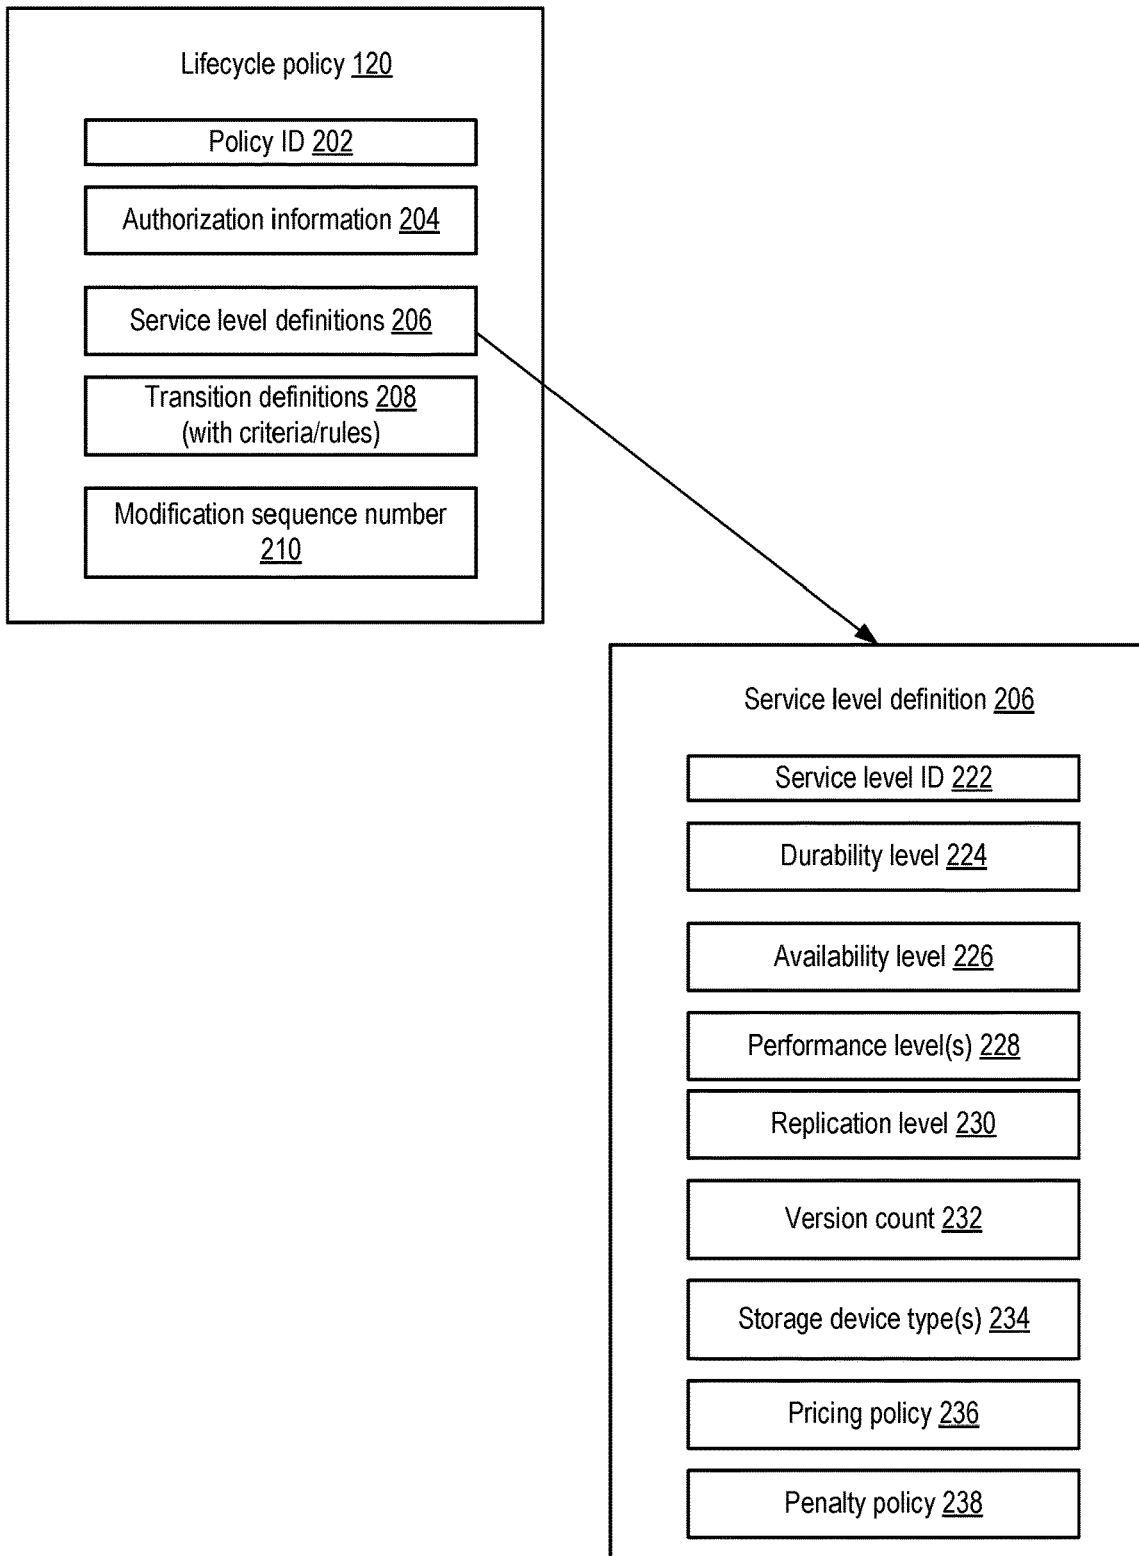 Lifecycle policy 120
Policy ID 202
Authorization information 204
Service level definitions 206
Transition definitions 208
(with criteria/rules)
Modification sequence number
210
Service level definition 206
Service level ID 222
Durability level 224
Availability level 226
Performance level(s) 228
Replication level 230
Version count 232
Storage device type(s) 234
Pricing policy 236
Penalty policy 238